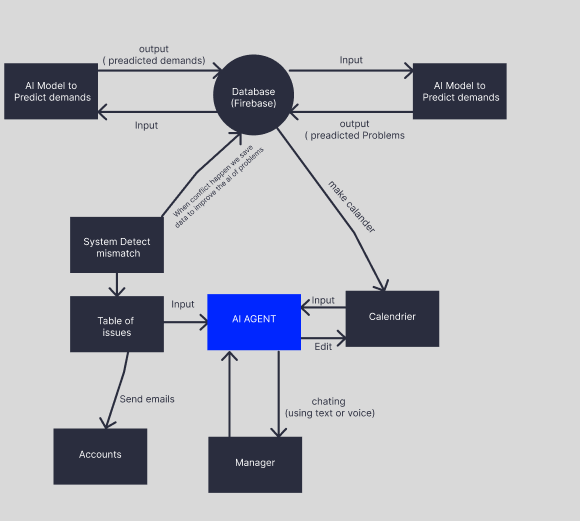 output
( preadicted demands)
Input
AI Model to
Predict demands
Database
(Firebase)
AI Model to
Predict demands
Input
output
( preadicted Problems
When conflict happen we save
data to improve the ai of problems
make calander
System Detect
mismatch
Table of
issues
Input
AI AGENT
Input
Edit
Calendrier
Send emails
chating
(using text or voice)
Accounts
Manager